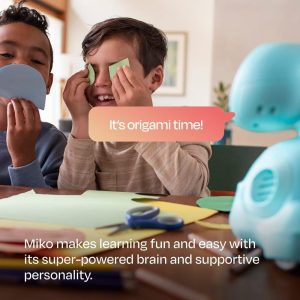 It's origami time!
Miko makes learning fun and easy with
its super-powered brain and supportive
personality.